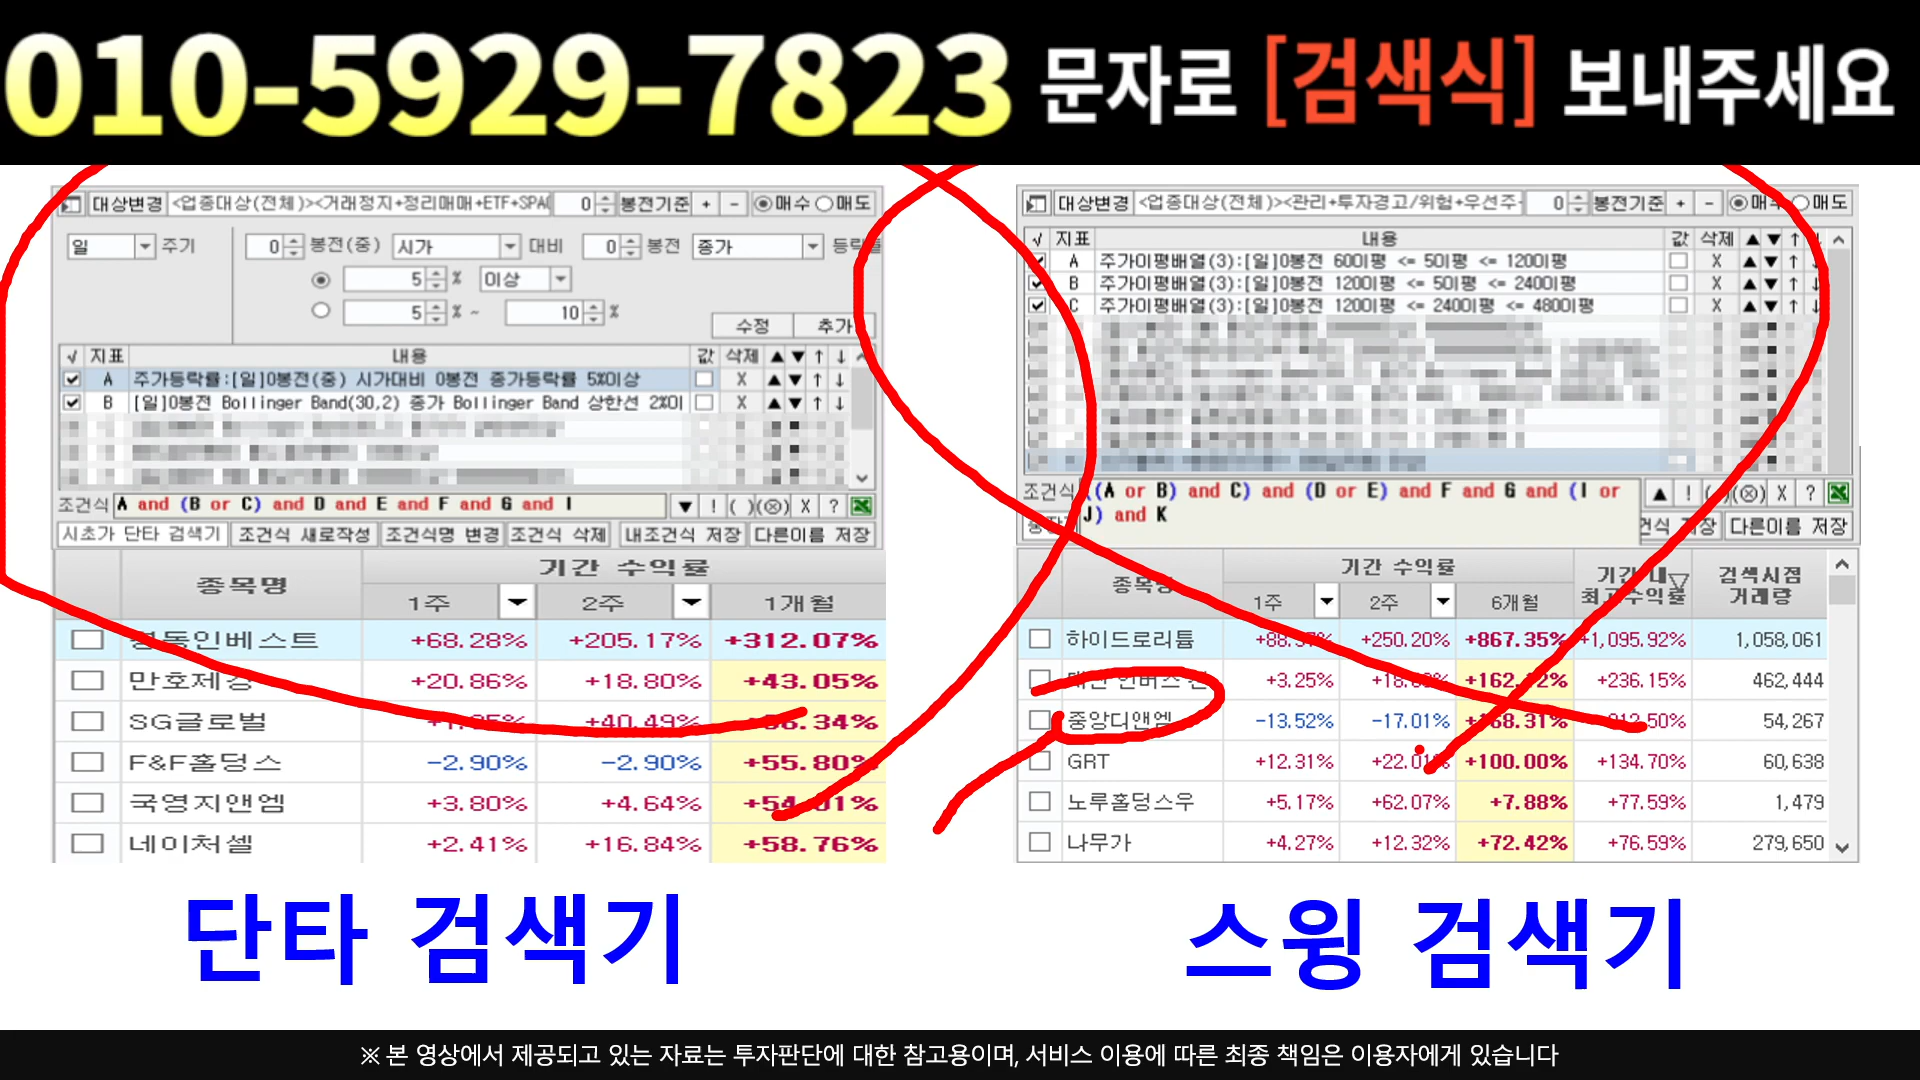 010-5929-7823 문자로 [검색식] 보내주세요
대상변경 <업종대상(전체)><거래정지+정리매매+ETF+SPA 0 봉전기준 + - 매수 매도
일 주기 0 봉전(중) 시가 대비 0 봉전 종가
5 % 이상
5 % ~ 10 %
수정 추가
√ 지표 내용 값 삭제 ▲ ▼ ↑ ↓
A 주가등락률:[일]0봉전(중) 시가대비 0봉전 종가등락률 5%이상 X ▲ ▼ ↑ ↓
B [일]0봉전 Bollinger Band(30,2) 종가 Bollinger Band 상한선 2%이 X ▲ ▼ ↑ ↓
조건식 A and (B or C) and D and E and F and G and I ▼ ! ( )(⊗) X ?
시초가 단타 검색기 조건식 새로작성 조건식명 변경 조건식 삭제 내조건식 저장 다른이름 저장
종목명 기간 수익률
1주 2주 1개월
+68.28% +205.17% +312.07%
만호제강 +20.86% +18.80% +43.05%
SG글로벌 +40.49%
F&F홀딩스 -2.90% -2.90% +55.80%
국영지앤엠 +3.80% +4.64%
네이처셀 +2.41% +16.84% +58.76%
단타 검색기
대상변경 <업종대상(전체)><관리+투자경고/위험+우선주+ 0 봉전기준 + - 매수 매도
√ 지표 내용 값 삭제 ▲ ▼ ↑ ↓
A 주가이평배열(3):[일]0봉전 60이평 <= 5이평 <= 120이평 X ▲ ▼ ↑ ↓
B 주가이평배열(3):[일]0봉전 120이평 <= 5이평 <= 240이평 X ▲ ▼ ↑ ↓
C 주가이평배열(3):[일]0봉전 120이평 <= 240이평 <= 480이평 X ▲ ▼ ↑ ↓
조건식 ((A or B) and C) and (D or E) and F and G and (I or ▲ ! ( )(⊗) X ?
J) and K 건식 저장 다른이름 저장
종목명 기간 수익률 기간 내 최고수익률 검색시점 거래량
1주 2주 6개월
하이드로리튬 +250.20% +867.35% +1,095.92% 1,058,061
+3.25% +236.15% 462,444
중앙디앤엠 -13.52% -17.01% 54,267
GRT +12.31% +100.00% +134.70% 60,638
노루홀딩스우 +5.17% +62.07% +7.88% +77.59% 1,479
나무가 +4.27% +12.32% +72.42% +76.59% 279,650
스윙 검색기
※ 본 영상에서 제공되고 있는 자료는 투자판단에 대한 참고용이며, 서비스 이용에 따른 최종 책임은 이용자에게 있습니다